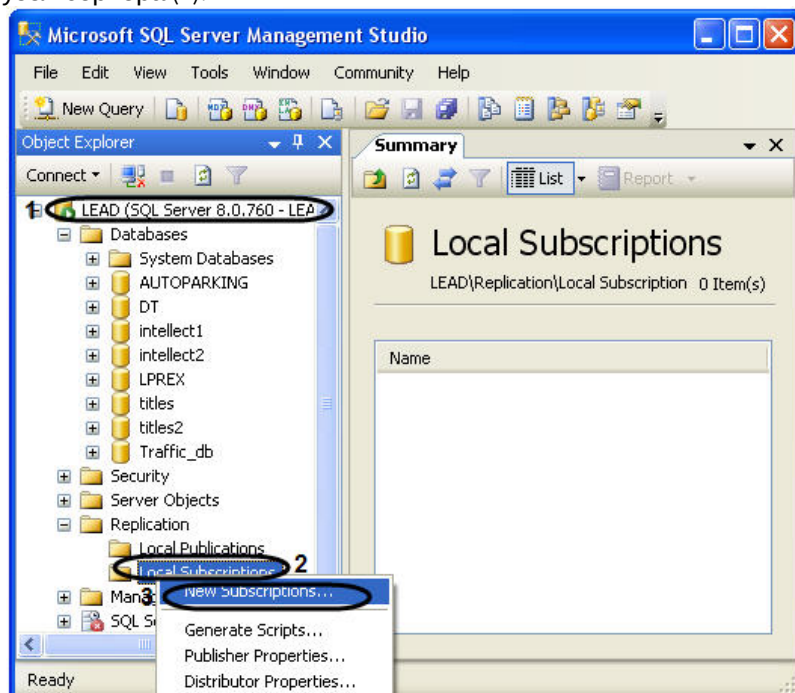 Microsoft SQL Server Management Studio
File Edit View Tools Window Community Help
New Query
Object Explorer
Summary
Connect
List
Report
1
LEAD (SQL Server 8.0.760 - LEA
Databases
System Databases
AUTOPARKING
DT
intellect1
intellect2
LPREX
titles
titles2
Traffic_db
Security
Server Objects
Replication
Local Publications
Local Subscriptions
2
Manag
3
New Subscriptions...
SQL Se
Generate Scripts...
Publisher Properties...
Distributor Properties...
Local Subscriptions
LEAD\Replication\Local Subscription 0 Item(s)
Name
Ready